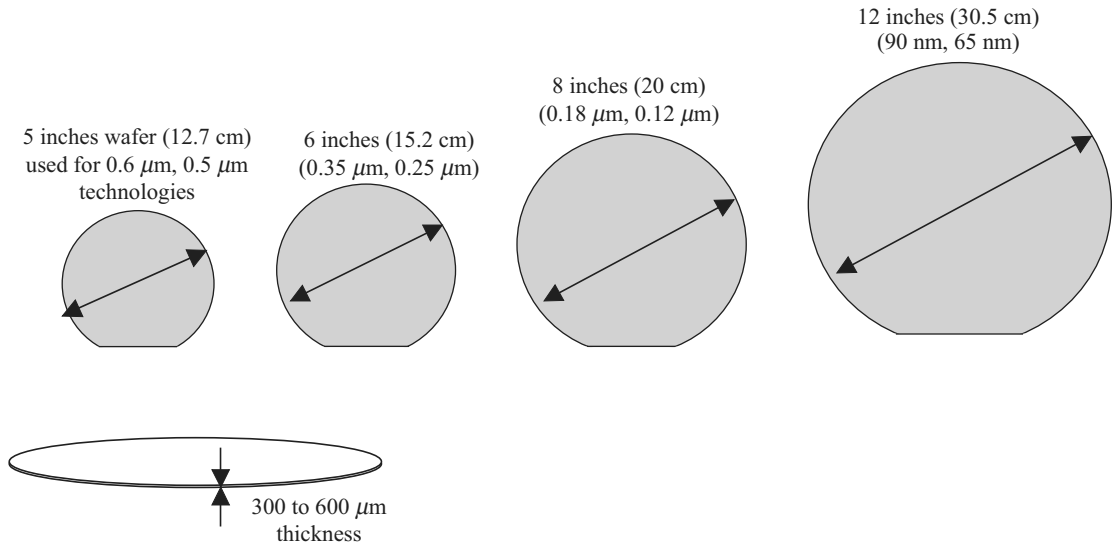 5 inches wafer (12.7 cm)
used for 0.6 μm, 0.5 μm
technologies
6 inches (15.2 cm)
(0.35 μm, 0.25 μm)
8 inches (20 cm)
(0.18 μm, 0.12 μm)
12 inches (30.5 cm)
(90 nm, 65 nm)
300 to 600 μm
thickness